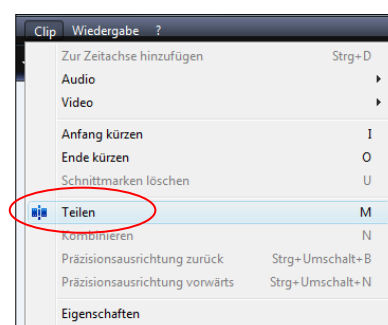 Clip Wiedergabe ?
Zur Zeitachse hinzufügen Strg+D
Audio
Video
Anfang kürzen I
Ende kürzen O
Schnittmarken löschen U
Teilen M
Kombinieren N
Präzisionsausrichtung zurück Strg+Umschalt+B
Präzisionsausrichtung vorwärts Strg+Umschalt+N
Eigenschaften